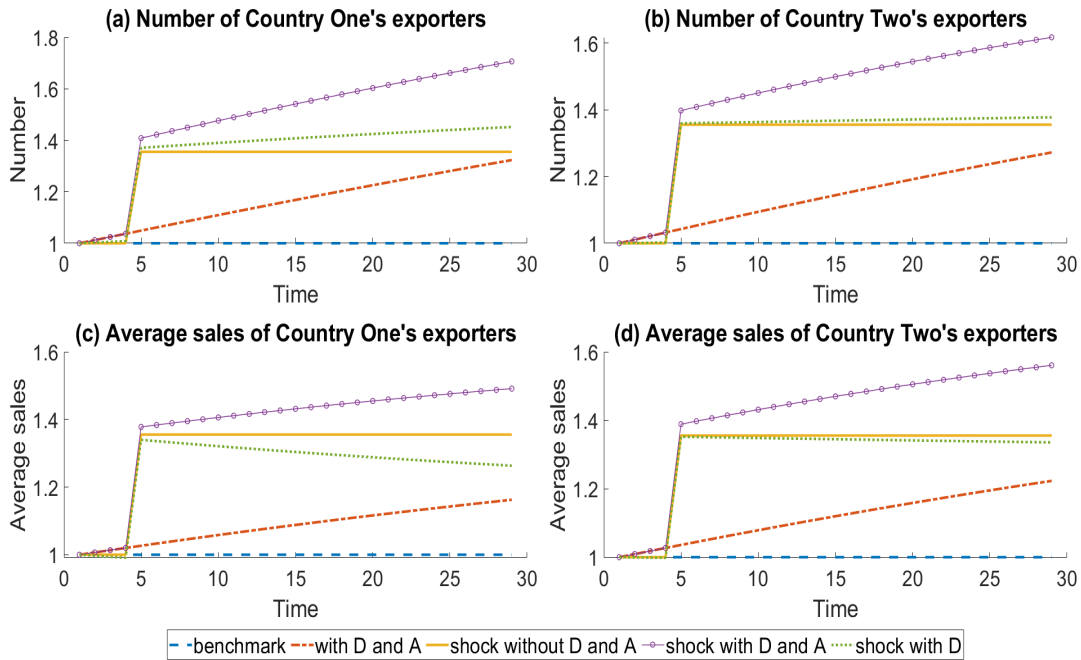 (a) Number of Country One's exporters
Number
1.8
1.6
1.4
1.2
1
0 5 10 15 20 25 30
Time
(b) Number of Country Two's exporters
Number
1.6
1.4
1.2
1
0 5 10 15 20 25 30
Time
(c) Average sales of Country One's exporters
Average sales
1.6
1.4
1.2
1
0 5 10 15 20 25 30
Time
(d) Average sales of Country Two's exporters
Average sales
1.6
1.4
1.2
1
0 5 10 15 20 25 30
Time
benchmark with D and A shock without D and A shock with D and A shock with D